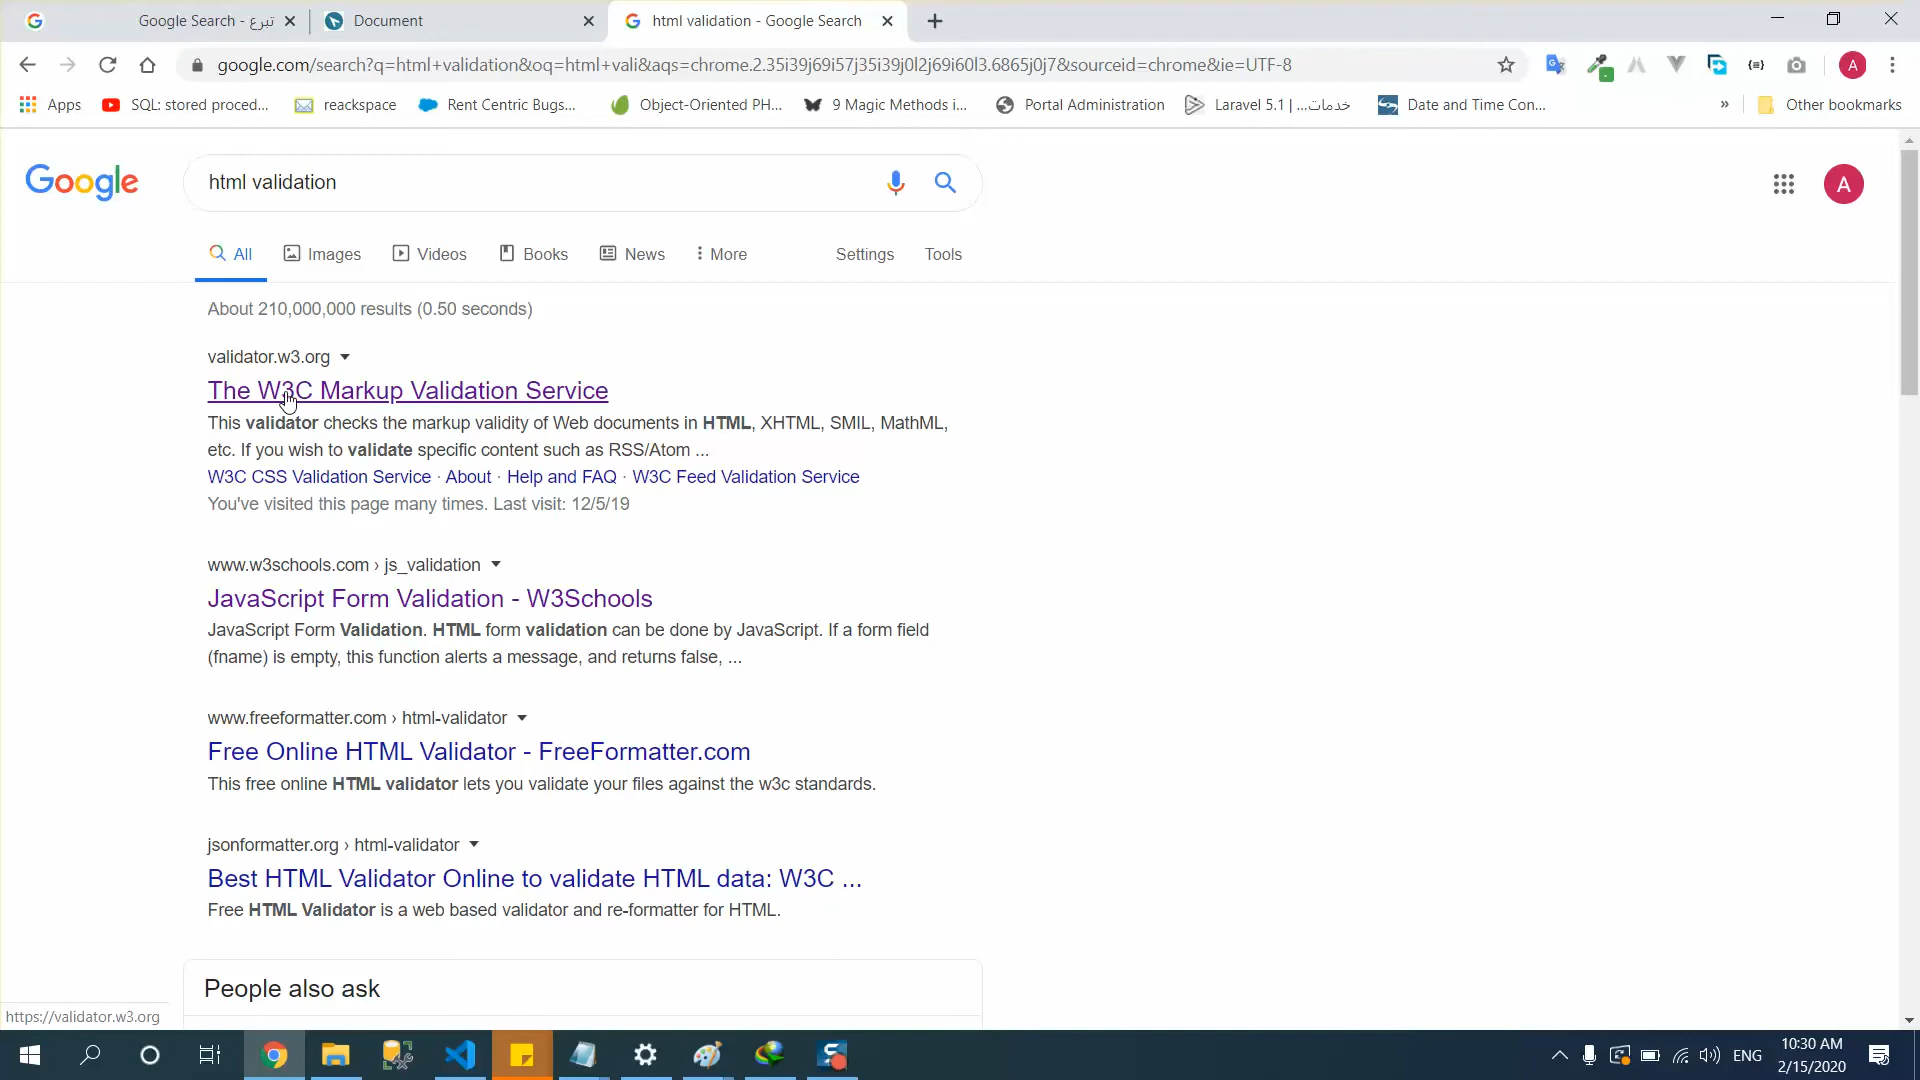 Google Search - تبرع
Document
html validation - Google Search
google.com/search?q=html+validation&oq=html+vali&aqs=chrome.2.35i39j69i57j35i39j0l2j69i60l3.6865j0j7&sourceid=chrome&ie=UTF-8
A
Apps
SQL: stored proced...
reackspace
Rent Centric Bugs...
Object-Oriented PH...
9 Magic Methods i...
Portal Administration
Laravel 5.1 | ...خدمات
Date and Time Con...
»
Other bookmarks
Google
html validation
A
All
Images
Videos
Books
News
More
Settings
Tools
About 210,000,000 results (0.50 seconds)
validator.w3.org
The W3C Markup Validation Service
This validator checks the markup validity of Web documents in HTML, XHTML, SMIL, MathML,
etc. If you wish to validate specific content such as RSS/Atom ...
W3C CSS Validation Service · About · Help and FAQ · W3C Feed Validation Service
You've visited this page many times. Last visit: 12/5/19
www.w3schools.com › js_validation
JavaScript Form Validation - W3Schools
JavaScript Form Validation. HTML form validation can be done by JavaScript. If a form field
(fname) is empty, this function alerts a message, and returns false, ...
www.freeformatter.com › html-validator
Free Online HTML Validator - FreeFormatter.com
This free online HTML validator lets you validate your files against the w3c standards.
jsonformatter.org › html-validator
Best HTML Validator Online to validate HTML data: W3C ...
Free HTML Validator is a web based validator and re-formatter for HTML.
People also ask
https://validator.w3.org
ENG
10:30 AM
2/15/2020